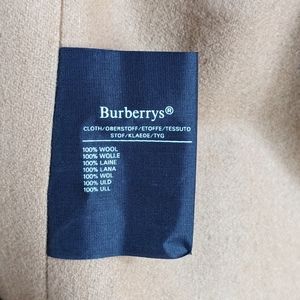 Burberrys®
CLOTH/OBERSTOFF/ETOFFE/TESSUTO
STOF/KLAEDE/TYG
100% WOOL
100% WOLLE
100% LAINE
100% LANA
100% WOL
100% ULD
100% ULL